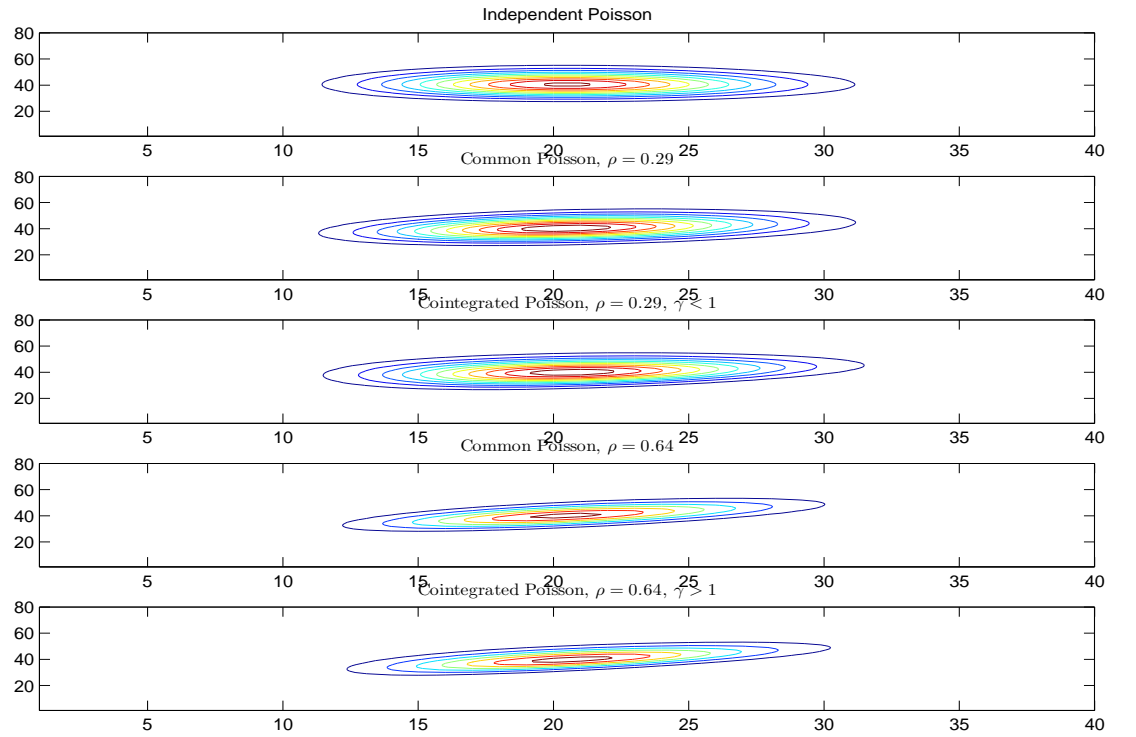 Independent Poisson
80
60
40
20
5 10 15 20 25 30 35 40
Common Poisson, ρ = 0.29
80
60
40
20
5 10 15 20 25 30 35 40
Cointegrated Poisson, ρ = 0.29, γ < 1
80
60
40
20
5 10 15 20 25 30 35 40
Common Poisson, ρ = 0.64
80
60
40
20
5 10 15 20 25 30 35 40
Cointegrated Poisson, ρ = 0.64, γ > 1
80
60
40
20
5 10 15 20 25 30 35 40